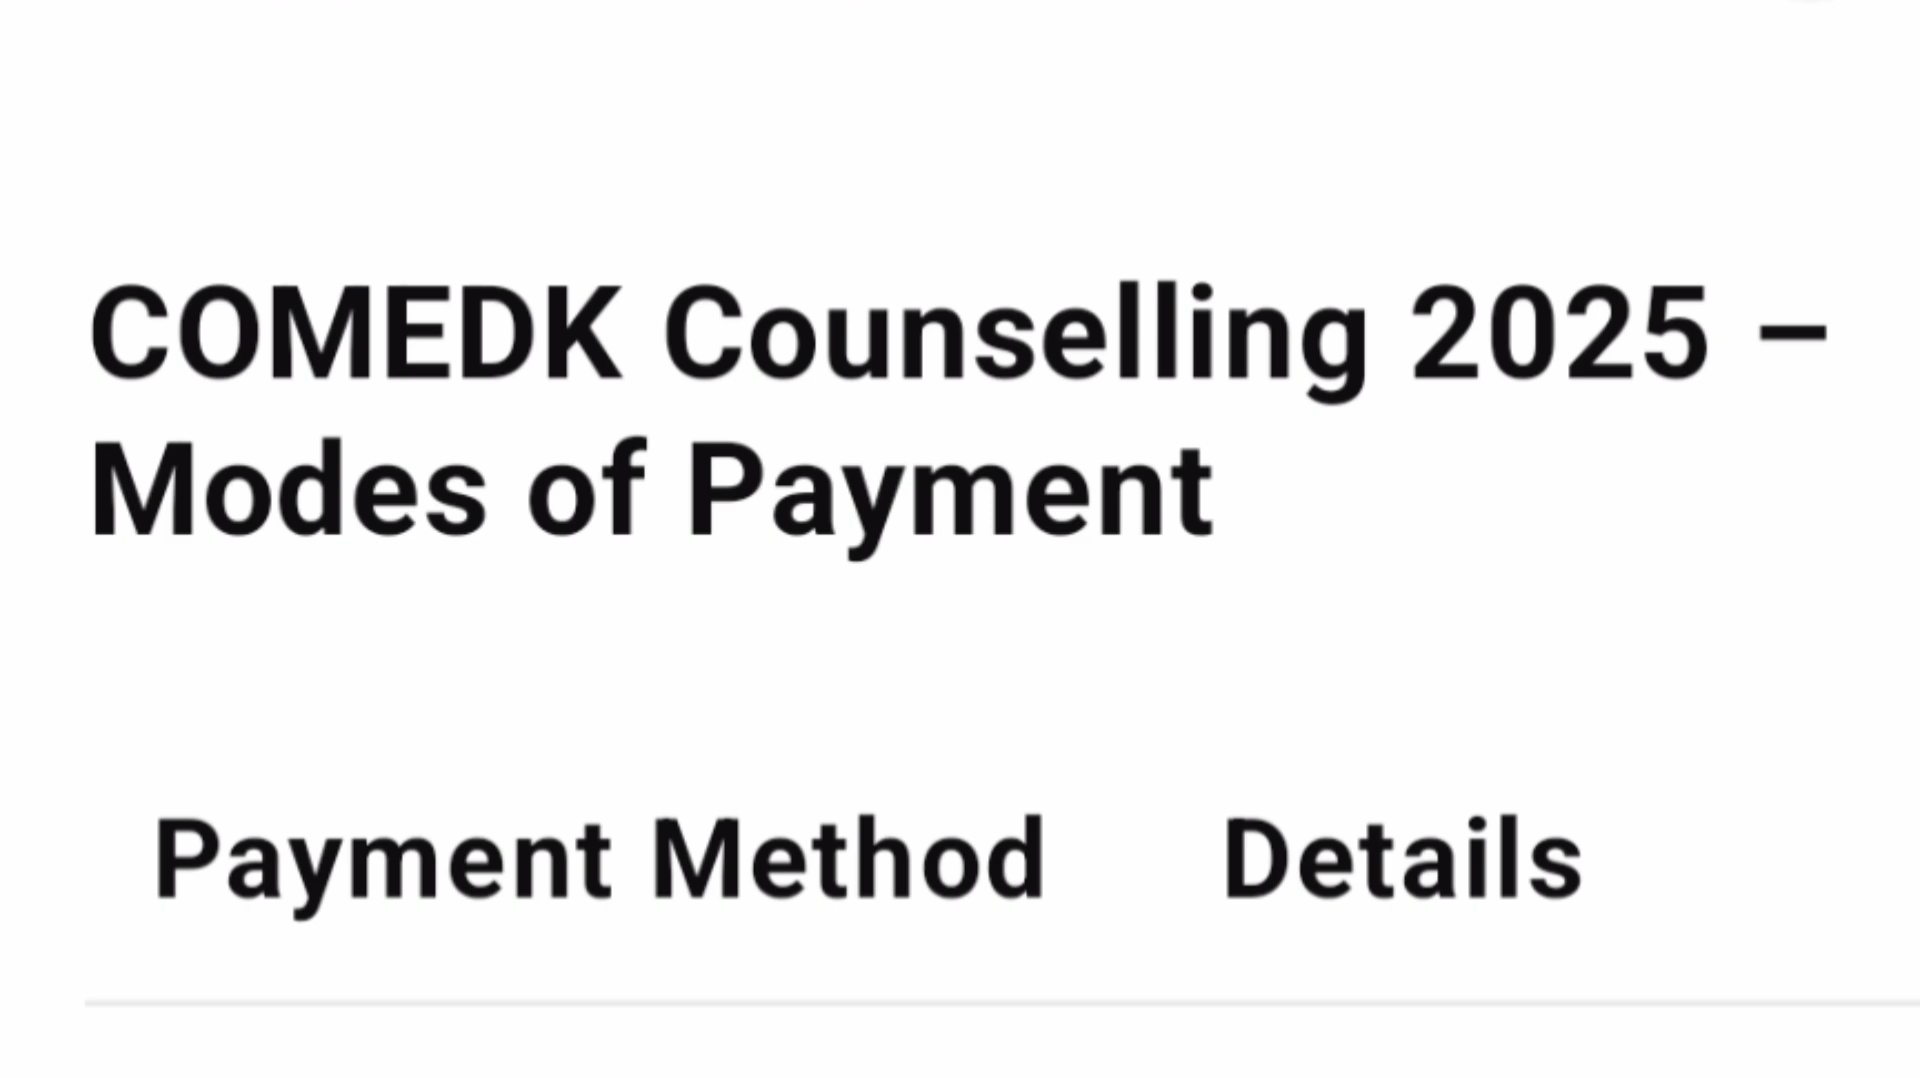 COMEDK Counselling 2025 –
Modes of Payment
Payment Method Details